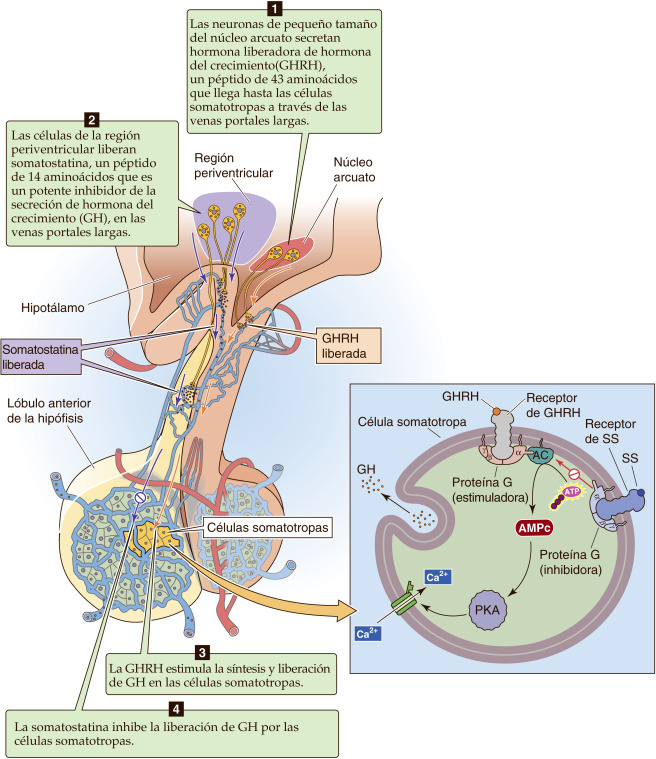 1
Las neuronas de pequeño tamaño
del núcleo arcuato secretan
hormona liberadora de hormona
del crecimiento(GHRH),
un péptido de 43 aminoácidos
que llega hasta las células
somatotropas a través de las
venas portales largas.
2
Las células de la región
periventricular liberan
somatostatina, un péptido
de 14 aminoácidos que es
un potente inhibidor de la
secreción de hormona del
crecimiento (GH), en las
venas portales largas.
Región
periventricular
Núcleo
arcuato
Hipotálamo
Somatostatina
liberada
GHRH
liberada
Lóbulo anterior
de la hipófisis
Células somatotropas
GHRH
Receptor
de GHRH
Célula somatotropa
Receptor
de SS
SS
GH
α
AC
Proteína G
(estimuladora)
ATP
AMPc
Proteína G
(inhibidora)
Ca2+
PKA
Ca2+
3
La GHRH estimula la síntesis y liberación
de GH en las células somatotropas.
4
La somatostatina inhibe la liberación de GH por las
células somatotropas.